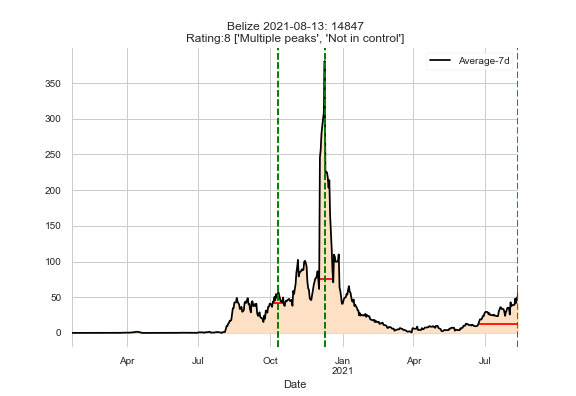 Belize 2021-08-13: 14847
Rating:8 ['Multiple peaks', 'Not in control']
Average-7d
350
300
250
200
150
100
50
0
Apr
Jul
Oct
Jan
2021
Apr
Jul
Date